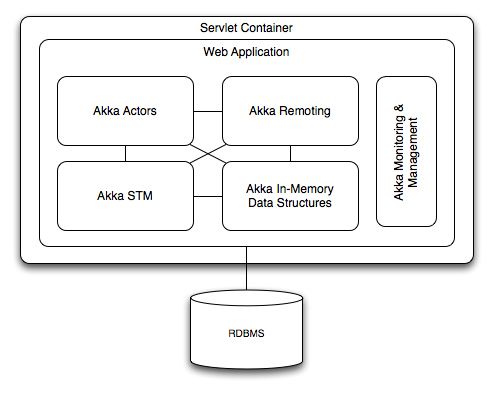 Servlet Container
Web Application
Akka Actors
Akka Remoting
Akka Monitoring &
Management
Akka STM
Akka In-Memory
Data Structures
RDBMS